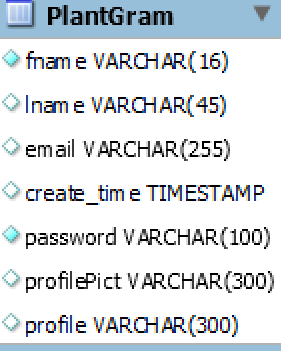 PlantGram
fname VARCHAR(16)
lname VARCHAR(45)
email VARCHAR(255)
create_time TIMESTAMP
password VARCHAR(100)
profilePict VARCHAR(300)
profile VARCHAR(300)